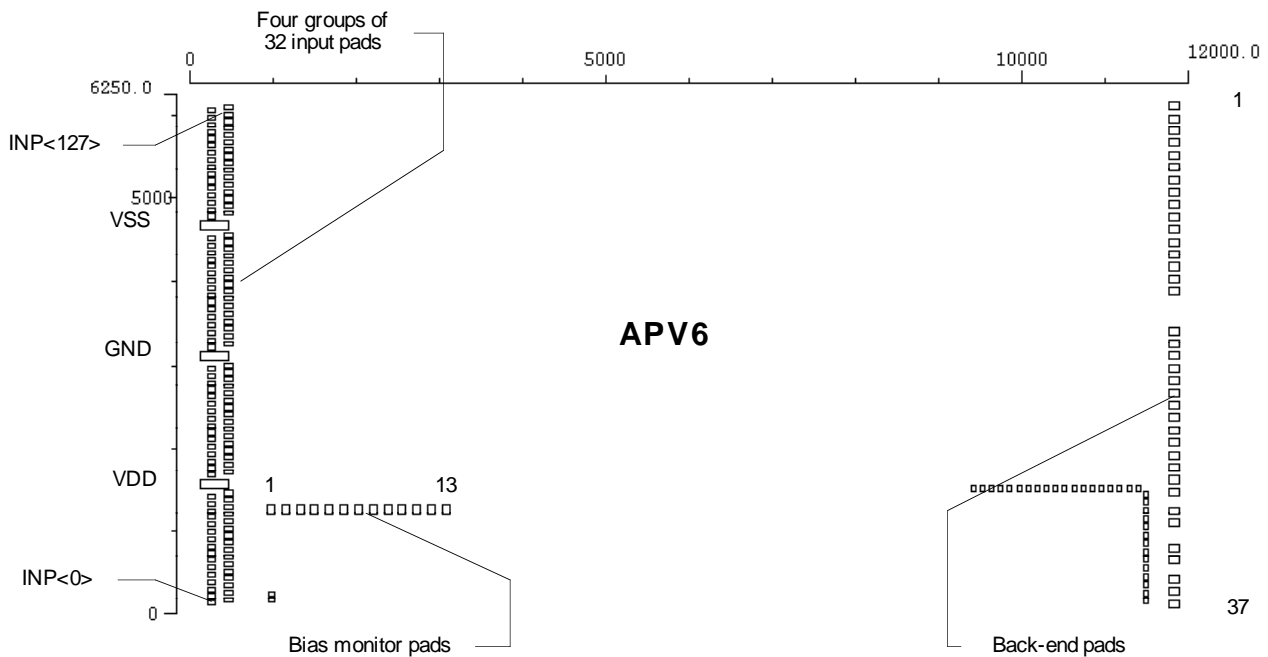 Four groups of
32 input pads
0
5000
10000
12000.0
6250.0
1
INP<127>
5000
VSS
APV6
GND
VDD
1
13
INP<0>
0
37
Bias monitor pads
Back-end pads